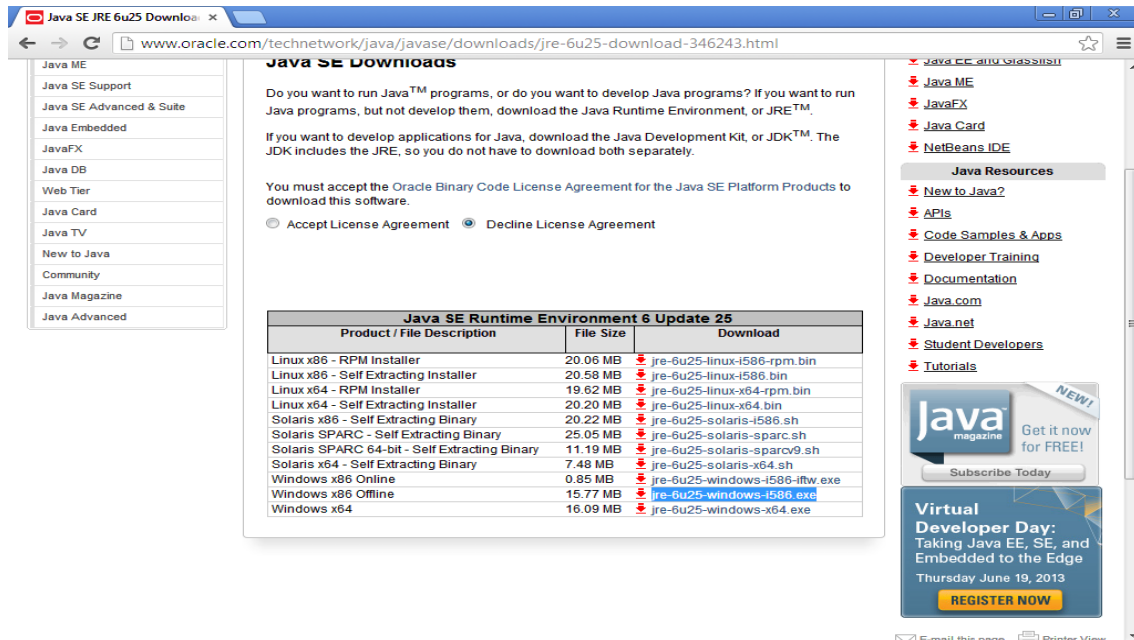 Java SE JRE 6u25 Downloa
www.oracle.com/technetwork/java/javase/downloads/jre-6u25-download-346243.html
Java ME
Java SE Support
Java SE Advanced & Suite
Java Embedded
JavaFX
Java DB
Web Tier
Java Card
Java TV
New to Java
Community
Java Magazine
Java Advanced
Java SE Downloads
Do you want to run Java™ programs, or do you want to develop Java programs? If you want to run
Java programs, but not develop them, download the Java Runtime Environment, or JRE™.
If you want to develop applications for Java, download the Java Development Kit, or JDK™. The
JDK includes the JRE, so you do not have to download both separately.
You must accept the Oracle Binary Code License Agreement for the Java SE Platform Products to
download this software.
Accept License Agreement Decline License Agreement
Java SE Runtime Environment 6 Update 25
Product / File Description File Size Download
Linux x86 - RPM Installer 20.06 MB jre-6u25-linux-i586-rpm.bin
Linux x86 - Self Extracting Installer 20.58 MB jre-6u25-linux-i586.bin
Linux x64 - RPM Installer 19.62 MB jre-6u25-linux-x64-rpm.bin
Linux x64 - Self Extracting Installer 20.20 MB jre-6u25-linux-x64.bin
Solaris x86 - Self Extracting Binary 20.22 MB jre-6u25-solaris-i586.sh
Solaris SPARC - Self Extracting Binary 25.05 MB jre-6u25-solaris-sparc.sh
Solaris SPARC 64-bit - Self Extracting Binary 11.19 MB jre-6u25-solaris-sparcv9.sh
Solaris x64 - Self Extracting Binary 7.48 MB jre-6u25-solaris-x64.sh
Windows x86 Online 0.85 MB jre-6u25-windows-i586-iftw.exe
Windows x86 Offline 15.77 MB jre-6u25-windows-i586.exe
Windows x64 16.09 MB jre-6u25-windows-x64.exe
Java EE and Glassfish
Java ME
JavaFX
Java Card
NetBeans IDE
Java Resources
New to Java?
APIs
Code Samples & Apps
Developer Training
Documentation
Java.com
Java.net
Student Developers
Tutorials
NEW!
Java
magazine
Get it now
for FREE!
Subscribe Today
Virtual
Developer Day:
Taking Java EE, SE, and
Embedded to the Edge
Thursday June 19, 2013
REGISTER NOW
E-mail this page Printer View